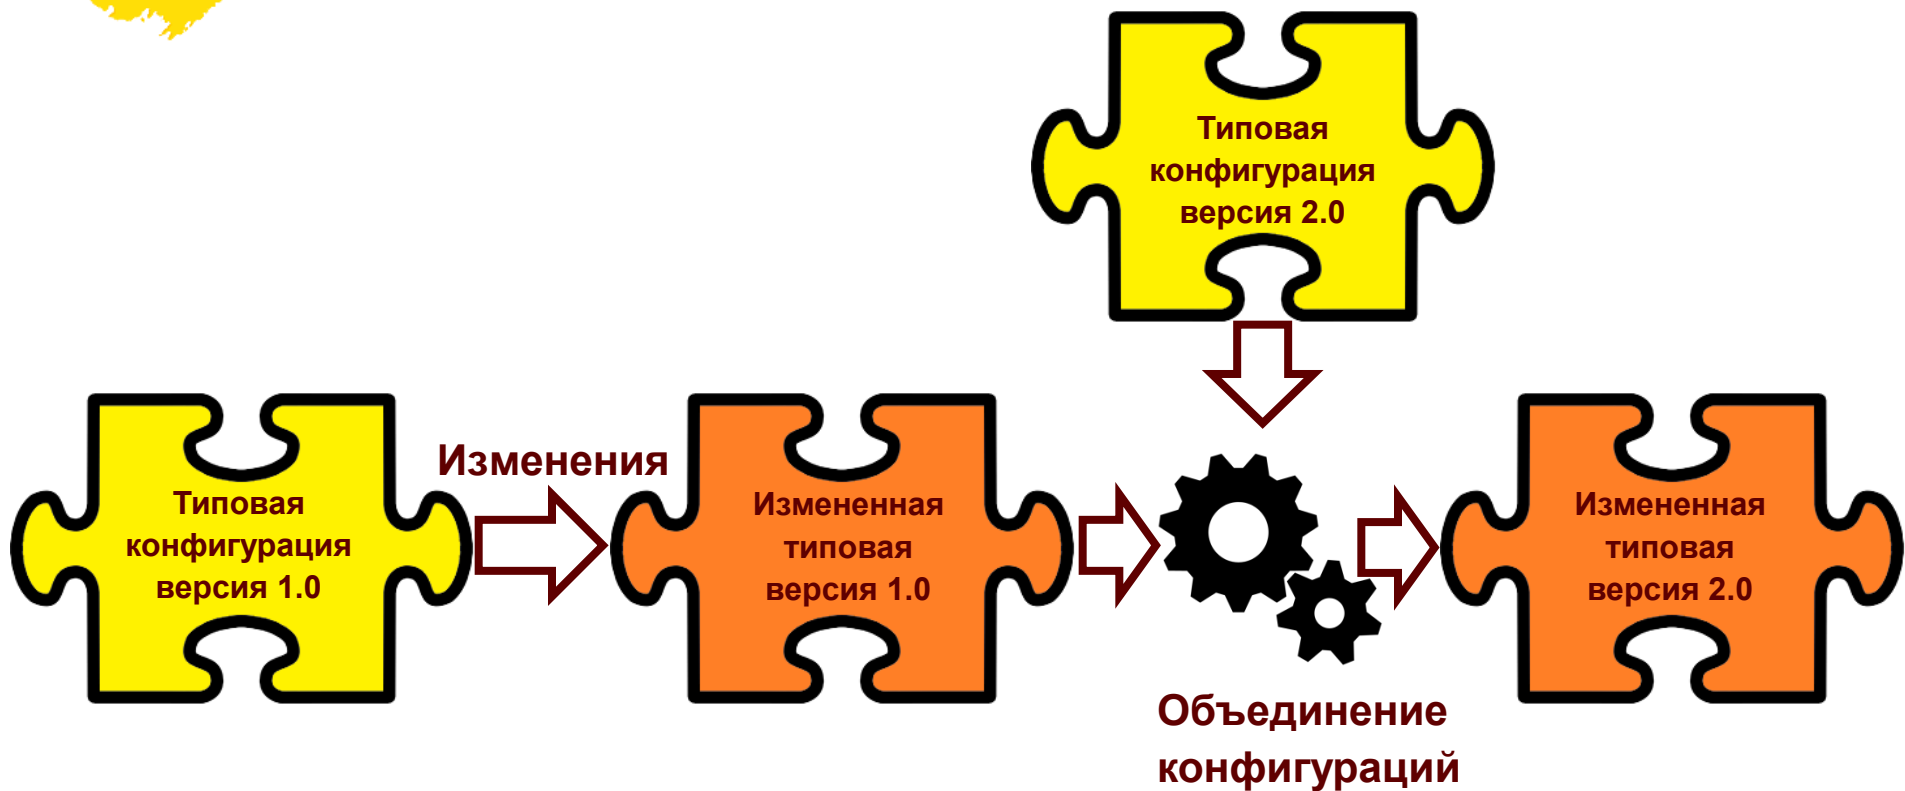 Типовая
конфигурация
версия 2.0
Типовая
конфигурация
версия 1.0
Изменения
Измененная
типовая
версия 1.0
Измененная
типовая
версия 2.0
Объединение
конфигураций